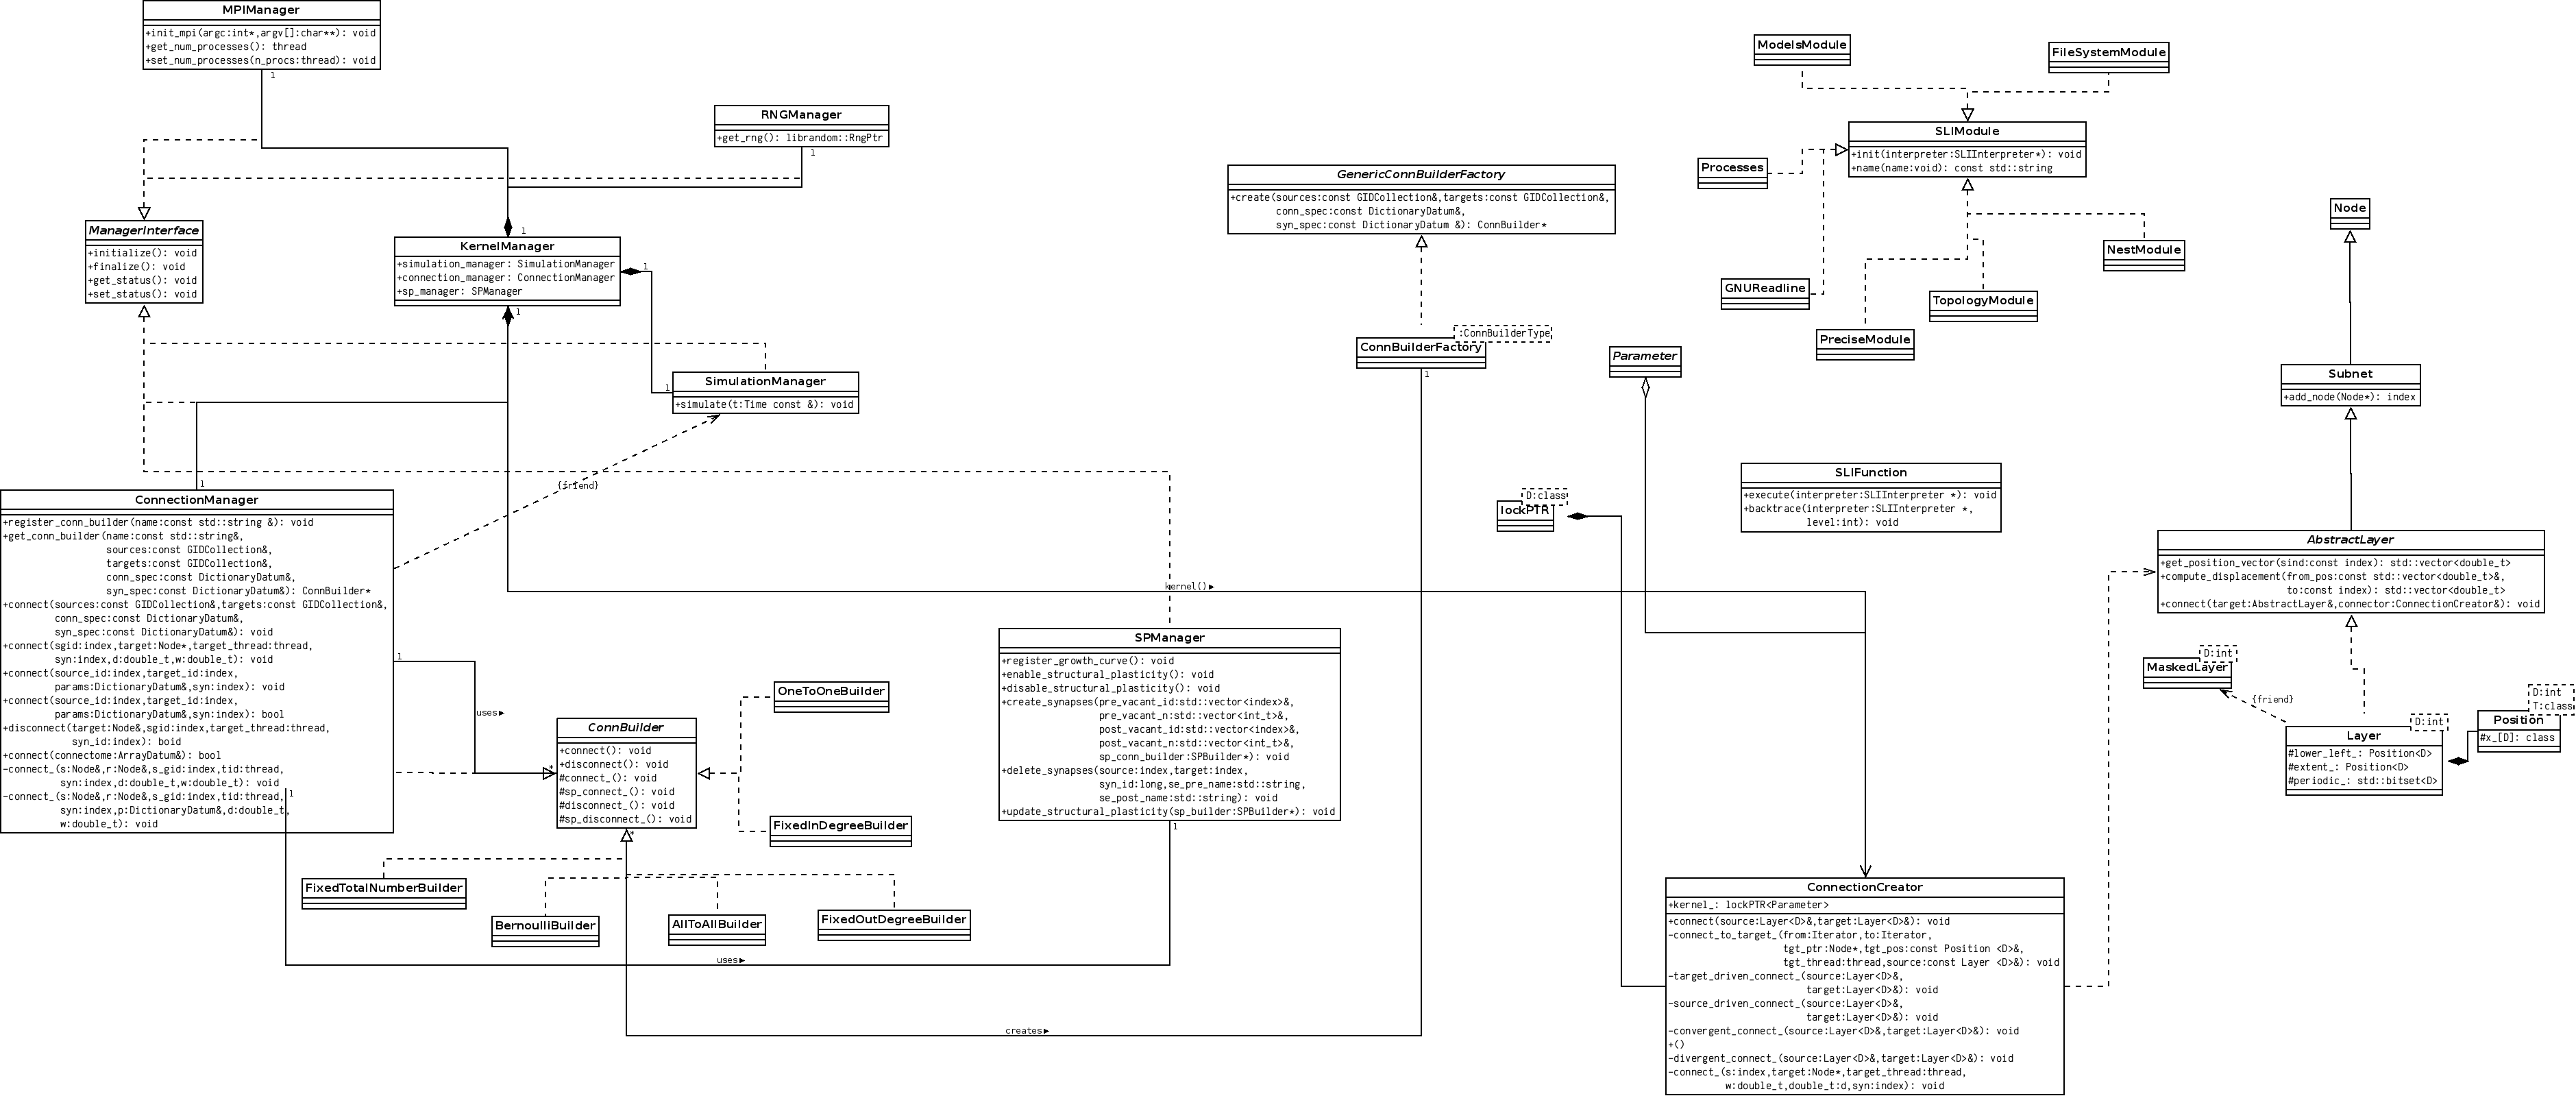 MPIManager
+init_mpi(argc:int*,argv[]:char**): void
+get_num_processes(): thread
+set_num_processes(n_procs:thread): void
1
RNGManager
+get_rng(): librandom::RngPtr
1
ManagerInterface
+initialize(): void
+finalize(): void
+get_status(): void
+set_status(): void
1
KernelManager
+simulation_manager: SimulationManager
+connection_manager: ConnectionManager
+sp_manager: SPManager
1
1
SimulationManager
+simulate(t:Time const &): void
1
{friend}
1
ConnectionManager
+register_conn_builder(name:const std::string &): void
+get_conn_builder(name:const std::string&,
sources:const GIDCollection&,
targets:const GIDCollection&,
conn_spec:const DictionaryDatum&,
syn_spec:const DictionaryDatum&): ConnBuilder*
+connect(sources:const GIDCollection&,targets:const GIDCollection&,
conn_spec:const DictionaryDatum&,
syn_spec:const DictionaryDatum&): void
+connect(sgid:index,target:Node*,target_thread:thread,
syn:index,d:double_t,w:double_t): void
+connect(source_id:index,target_id:index,
params:DictionaryDatum&,syn:index): void
+connect(source_id:index,target_id:index,
params:DictionaryDatum&,syn:index): bool
+disconnect(target:Node&,sgid:index,target_thread:thread,
syn_id:index): boid
+connect(connectome:ArrayDatum&): bool
-connect_(s:Node&,r:Node&,s_gid:index,tid:thread,
syn:index,d:double_t,w:double_t): void
-connect_(s:Node&,r:Node&,s_gid:index,tid:thread,
syn:index,p:DictionaryDatum&,d:double_t,
w:double_t): void
1
1
uses►
*
ConnBuilder
+connect(): void
+disconnect(): void
#connect_(): void
#sp_connect_(): void
#disconnect_(): void
#sp_disconnect_(): void
*
OneToOneBuilder
FixedInDegreeBuilder
FixedTotalNumberBuilder
BernoulliBuilder
AllToAllBuilder
FixedOutDegreeBuilder
uses►
creates►
kernel()►
SPManager
+register_growth_curve(): void
+enable_structural_plasticity(): void
+disable_structural_plasticity(): void
+create_synapses(pre_vacant_id:std::vector<index>&,
pre_vacant_n:std::vector<int_t>&,
post_vacant_id:std::vector<index>&,
post_vacant_n:std::vector<int_t>&,
sp_conn_builder:SPBuilder*): void
+delete_synapses(source:index,target:index,
syn_id:long,se_pre_name:std::string,
se_post_name:std::string): void
+update_structural_plasticity(sp_builder:SPBuilder*): void
1
GenericConnBuilderFactory
+create(sources:const GIDCollection&,targets:const GIDCollection&,
conn_spec:const DictionaryDatum&,
syn_spec:const DictionaryDatum &): ConnBuilder*
:ConnBuilderType
ConnBuilderFactory
1
Parameter
D:class
lockPTR
ModelsModule
FileSystemModule
SLIModule
+init(interpreter:SLIInterpreter*): void
+name(name:void): const std::string
Processes
GNUReadline
NestModule
TopologyModule
PreciseModule
SLIFunction
+execute(interpreter:SLIInterpreter *): void
+backtrace(interpreter:SLIInterpreter *,
level:int): void
Node
Subnet
+add_node(Node*): index
AbstractLayer
+get_position_vector(sind:const index): std::vector<double_t>
+compute_displacement(from_pos:const std::vector<double_t>&,
to:const index): std::vector<double_t>
+connect(target:AbstractLayer&,connector:ConnectionCreator&): void
D:int
MaskedLayer
{friend}
D:int
Layer
#lower_left_: Position<D>
#extent_: Position<D>
#periodic_: std::bitset<D>
D:int
T:class
Position
#x_[D]: class
ConnectionCreator
+kernel_: lockPTR<Parameter>
+connect(source:Layer<D>&,target:Layer<D>&): void
-connect_to_target_(from:Iterator,to:Iterator,
tgt_ptr:Node*,tgt_pos:const Position <D>&,
tgt_thread:thread,source:const Layer <D>&): void
-target_driven_connect_(source:Layer<D>&,
target:Layer<D>&): void
-source_driven_connect_(source:Layer<D>&,
target:Layer<D>&): void
-convergent_connect_(source:Layer<D>&,target:Layer<D>&): void
+()
-divergent_connect_(source:Layer<D>&,target:Layer<D>&): void
-connect_(s:index,target:Node*,target_thread:thread,
w:double_t,double_t:d,syn:index): void